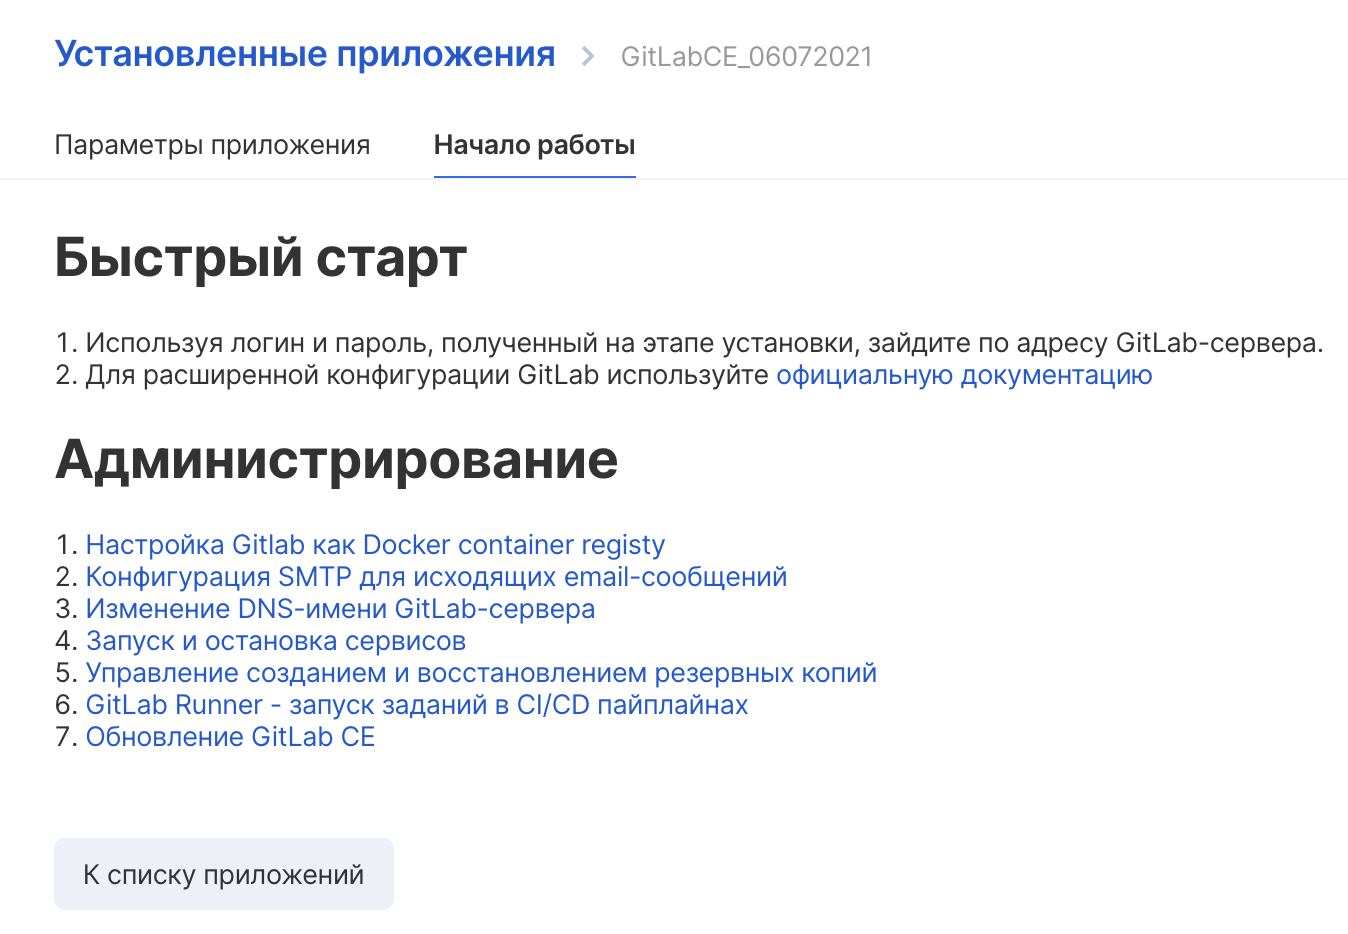 Установленные приложения > GitLabCE_06072021
Параметры приложения Начало работы
Быстрый старт
1. Используя логин и пароль, полученный на этапе установки, зайдите по адресу GitLab-сервера.
2. Для расширенной конфигурации GitLab используйте официальную документацию
Администрирование
1. Настройка Gitlab как Docker container registy
2. Конфигурация SMTP для исходящих email-сообщений
3. Изменение DNS-имени GitLab-сервера
4. Запуск и остановка сервисов
5. Управление созданием и восстановлением резервных копий
6. GitLab Runner - запуск заданий в CI/CD пайплайнах
7. Обновление GitLab CE
К списку приложений